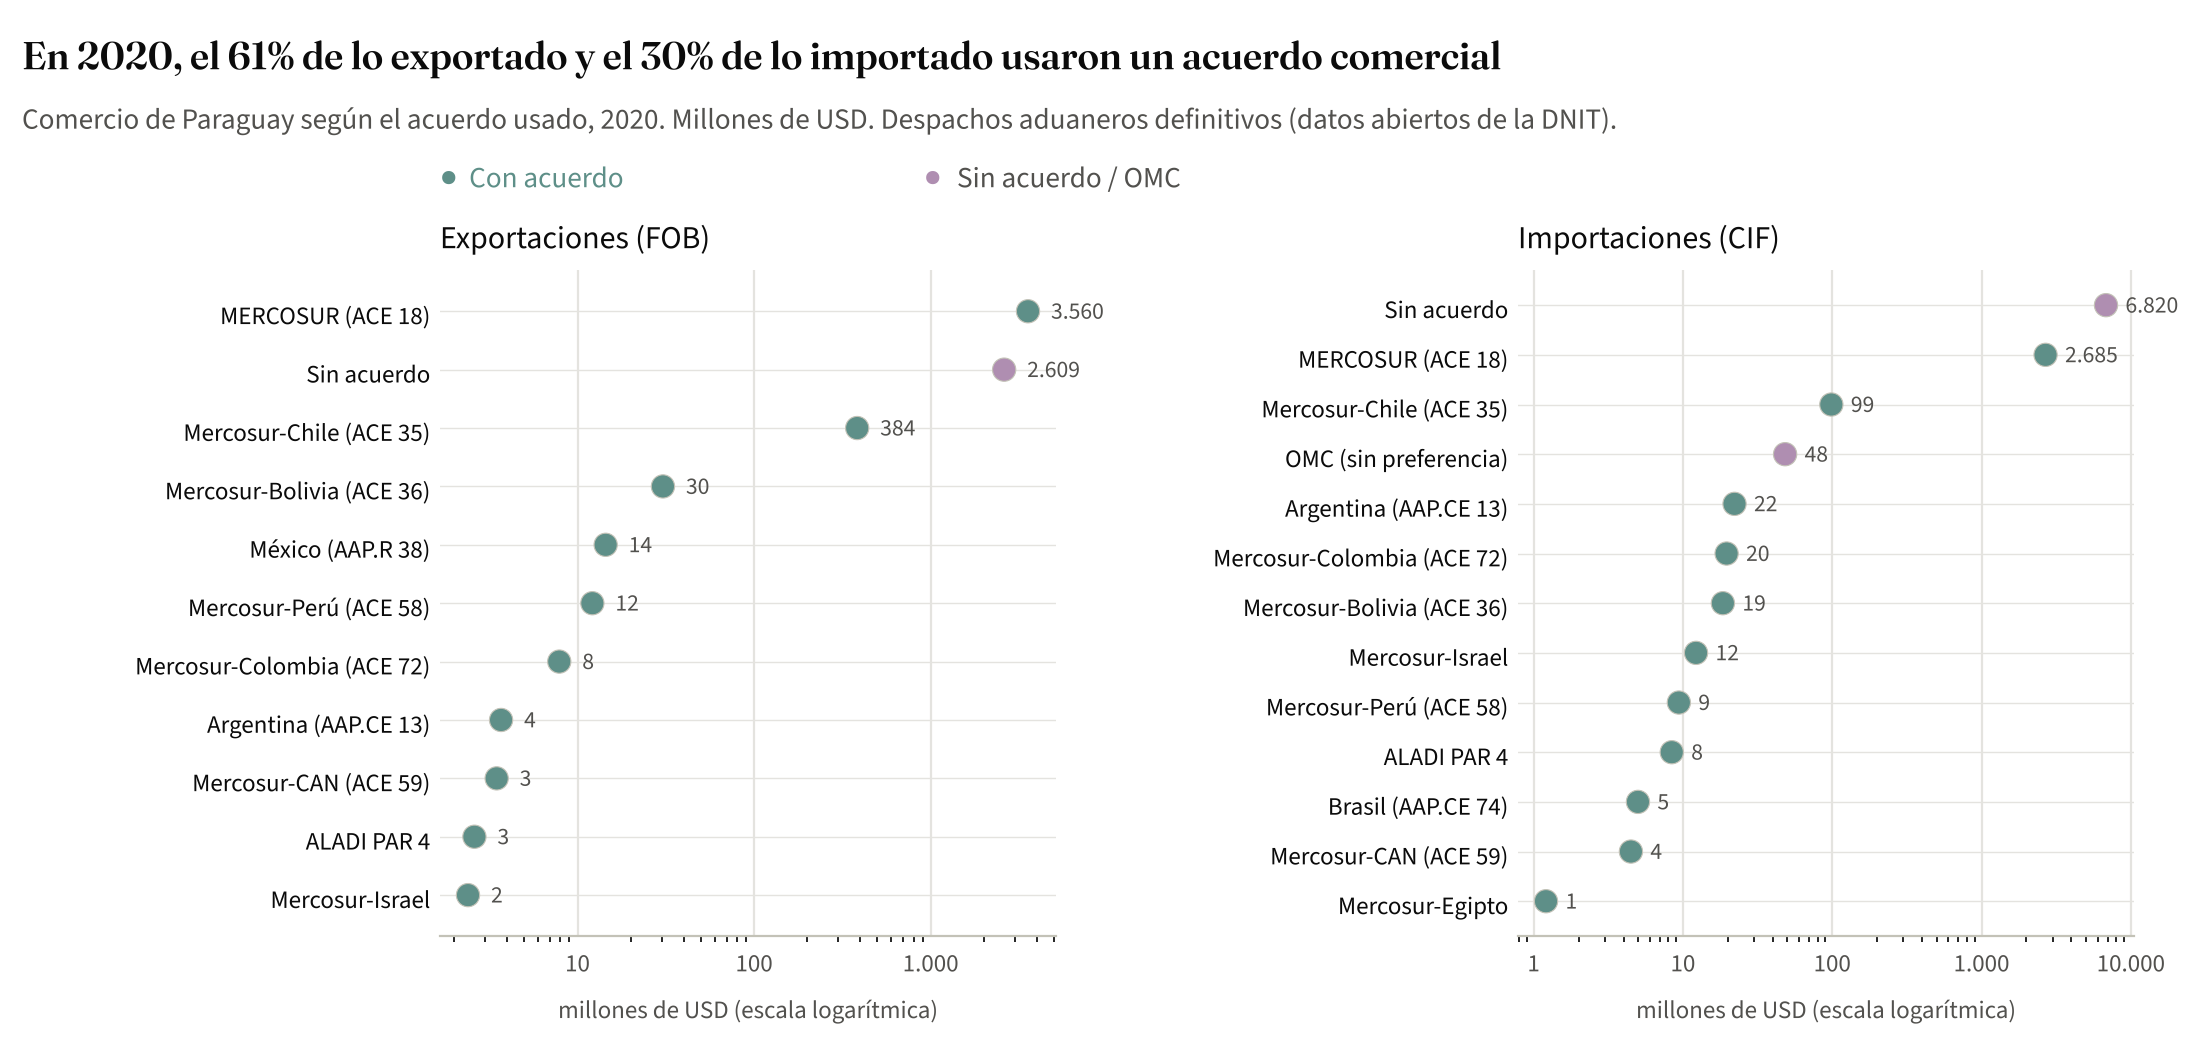 En 2020, el 61% de lo exportado y el 30% de lo importado usaron un acuerdo comercial
Comercio de Paraguay según el acuerdo usado, 2020. Millones de USD. Despachos aduaneros definitivos (datos abiertos de la DNIT).
Con acuerdo
Sin acuerdo / OMC
Exportaciones (FOB)
MERCOSUR (ACE 18) 3.560
Sin acuerdo 2.609
Mercosur-Chile (ACE 35) 384
Mercosur-Bolivia (ACE 36) 30
México (AAP.R 38) 14
Mercosur-Perú (ACE 58) 12
Mercosur-Colombia (ACE 72) 8
Argentina (AAP.CE 13) 4
Mercosur-CAN (ACE 59) 3
ALADI PAR 4 3
Mercosur-Israel 2
10 100 1.000
millones de USD (escala logarítmica)
Importaciones (CIF)
Sin acuerdo 6.820
MERCOSUR (ACE 18) 2.685
Mercosur-Chile (ACE 35) 99
OMC (sin preferencia) 48
Argentina (AAP.CE 13) 22
Mercosur-Colombia (ACE 72) 20
Mercosur-Bolivia (ACE 36) 19
Mercosur-Israel 12
Mercosur-Perú (ACE 58) 9
ALADI PAR 4 8
Brasil (AAP.CE 74) 5
Mercosur-CAN (ACE 59) 4
Mercosur-Egipto 1
1 10 100 1.000 10.000
millones de USD (escala logarítmica)